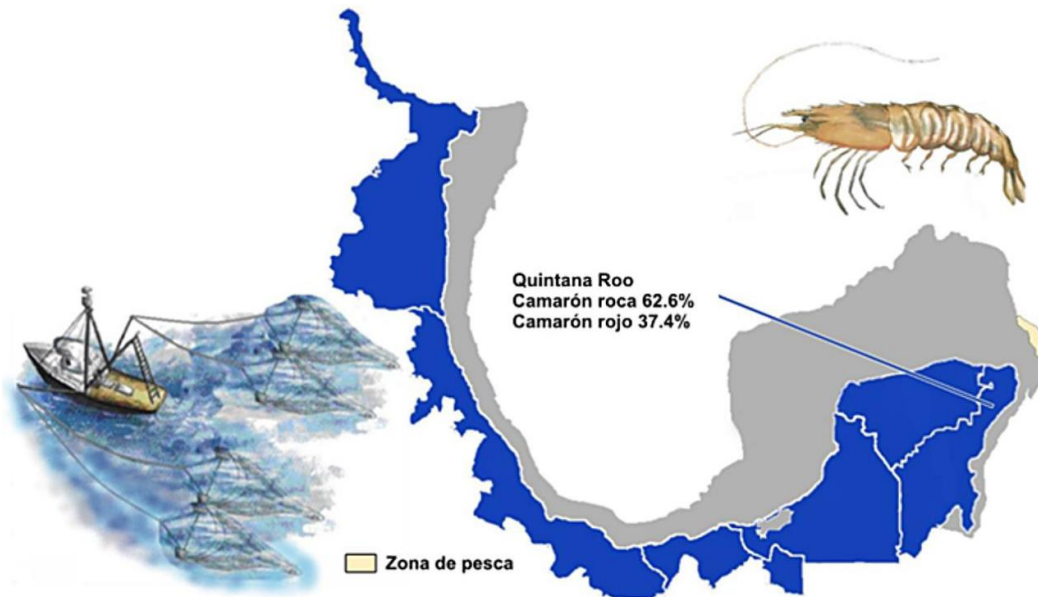 Quintana Roo
Camarón roca 62.6%
Camarón rojo 37.4%
Zona de pesca